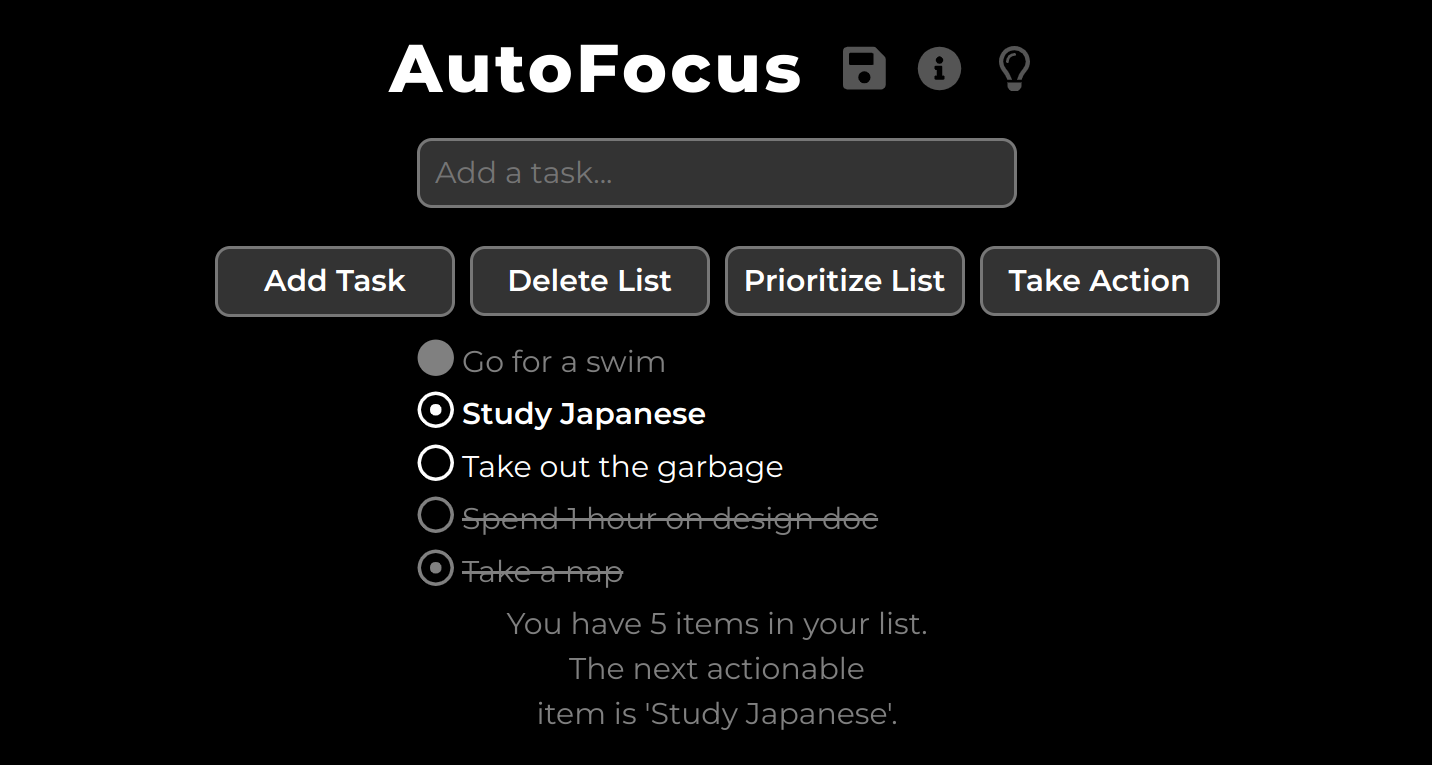 AutoFocus
Add a task...
Add Task
Delete List
Prioritize List
Take Action
Go for a swim
Study Japanese
Take out the garbage
Spend 1 hour on design doc
Take a nap
You have 5 items in your list.
The next actionable
item is 'Study Japanese'.